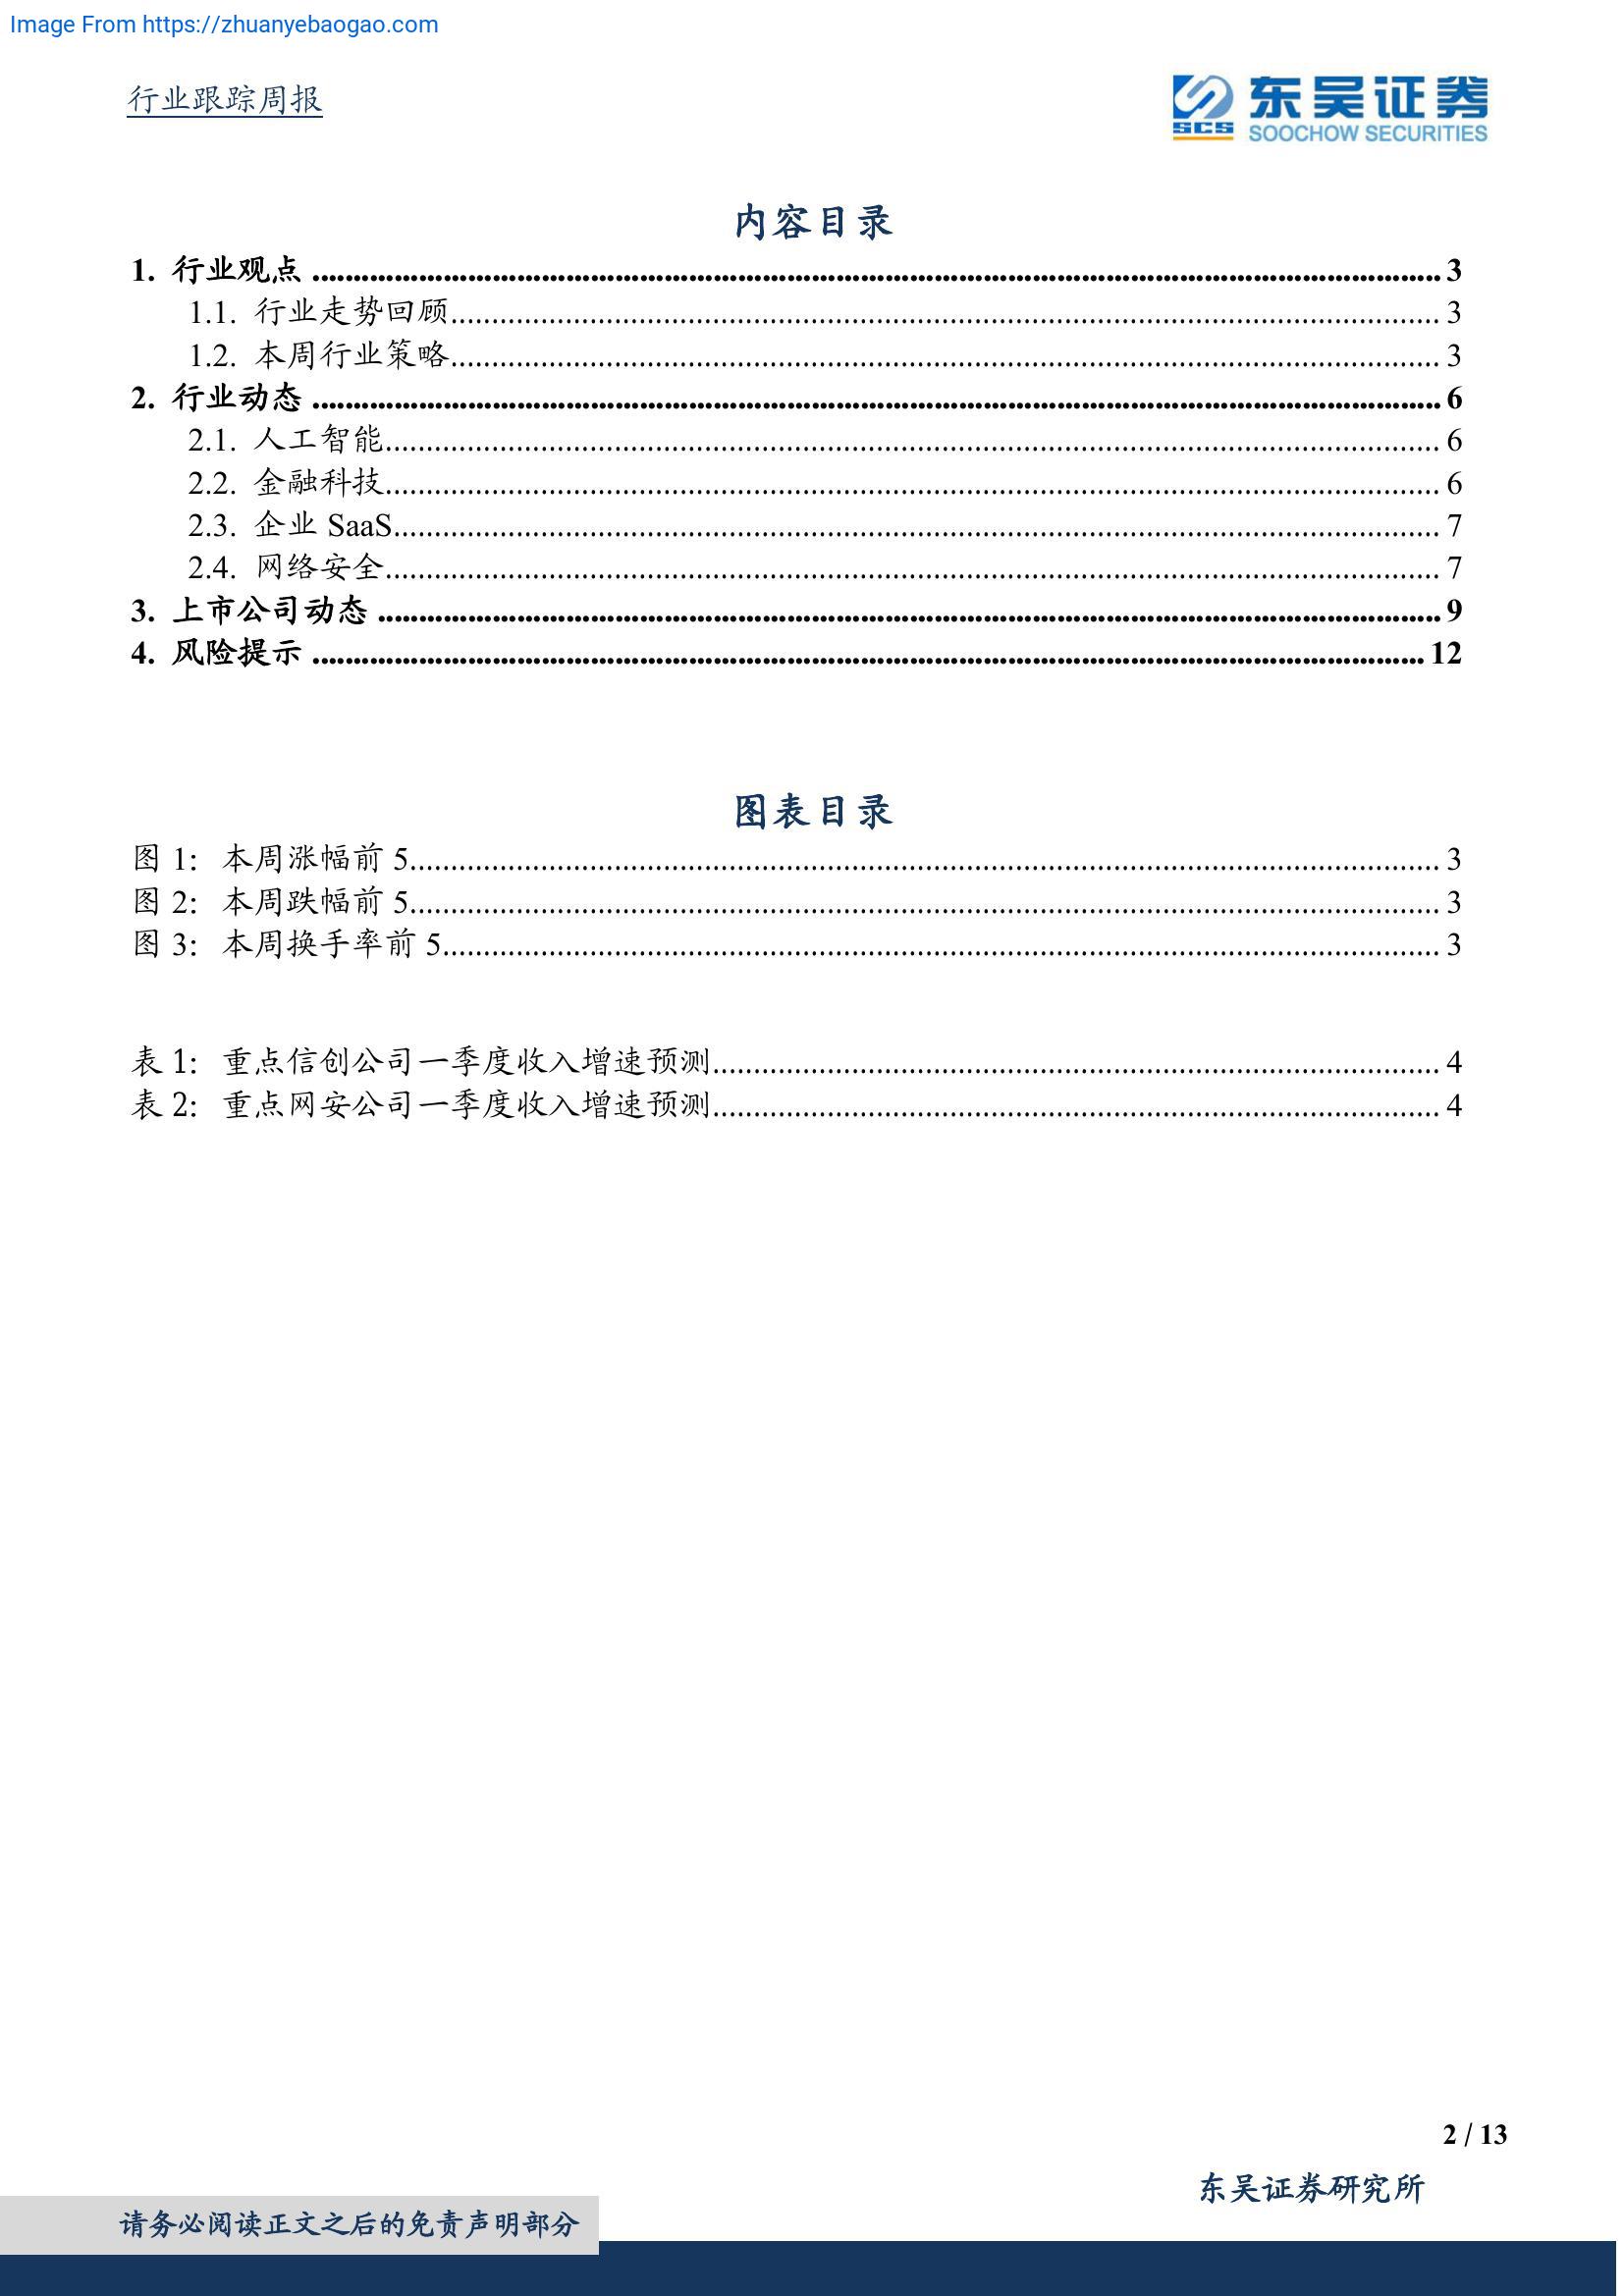 Image From https://zhuanyebaogao.com
行业跟踪周报
SCS 东吴证券
SOOCHOW SECURITIES
内容目录
1. 行业观点 ........ 3
1.1. 行业走势回顾 ........ 3
1.2. 本周行业策略 ........ 3
2. 行业动态 ........ 6
2.1. 人工智能 ........ 6
2.2. 金融科技 ........ 6
2.3. 企业 SaaS ........ 7
2.4. 网络安全 ........ 7
3. 上市公司动态 ........ 9
4. 风险提示 ........ 12
图表目录
图 1: 本周涨幅前 5 ........ 3
图 2: 本周跌幅前 5 ........ 3
图 3: 本周换手率前 5 ........ 3
表 1: 重点信创公司一季度收入增速预测 ........ 4
表 2: 重点网安公司一季度收入增速预测 ........ 4
2 / 13
东吴证券研究所
请务必阅读正文之后的免责声明部分